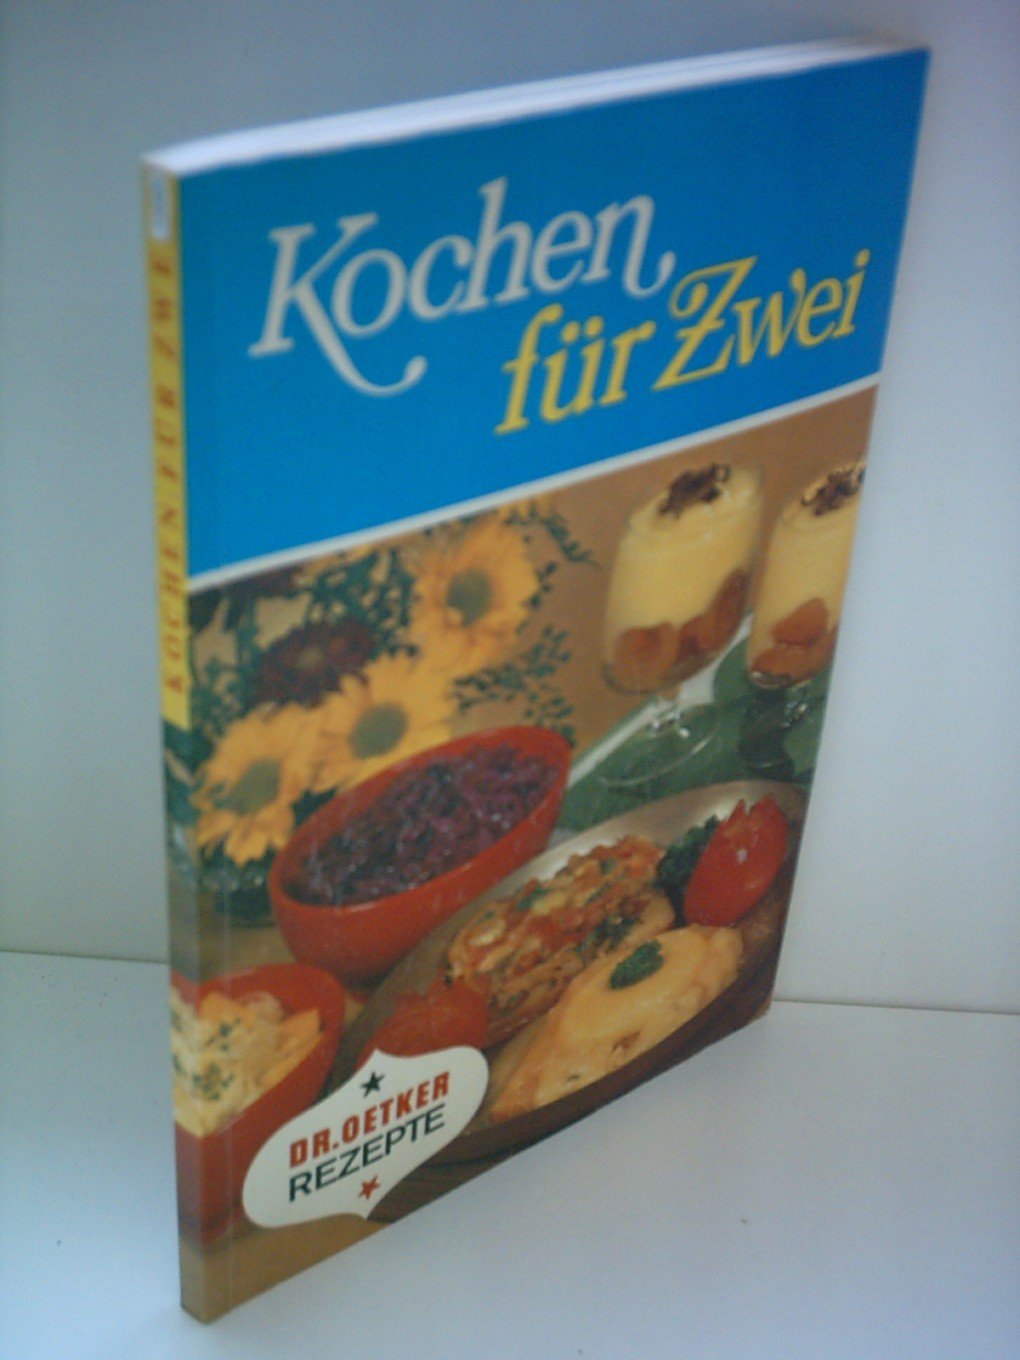 Kochen
für Zwei
KOCHEN FÜR ZWEI
DR. OETKER
REZEPTE